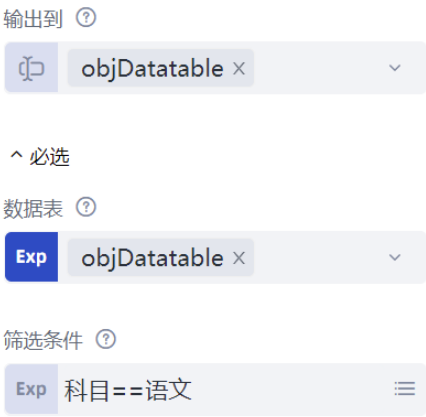 输出到
objDatatable
必选
数据表
Exp objDatatable
筛选条件
Exp 科目==语文